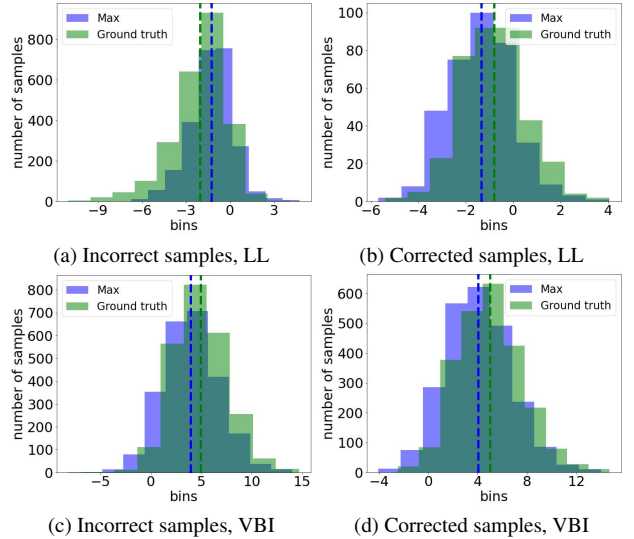 Max
Ground truth
number of samples
800
600
400
200
0
−9
−6
−3
0
3
bins
(a) Incorrect samples, LL
Max
Ground truth
number of samples
100
80
60
40
20
0
−6
−4
−2
0
2
4
bins
(b) Corrected samples, LL
Max
Ground truth
number of samples
800
700
600
500
400
300
200
100
0
−5
0
5
10
15
bins
(c) Incorrect samples, VBI
Max
Ground truth
number of samples
600
500
400
300
200
100
0
−4
0
4
8
12
bins
(d) Corrected samples, VBI